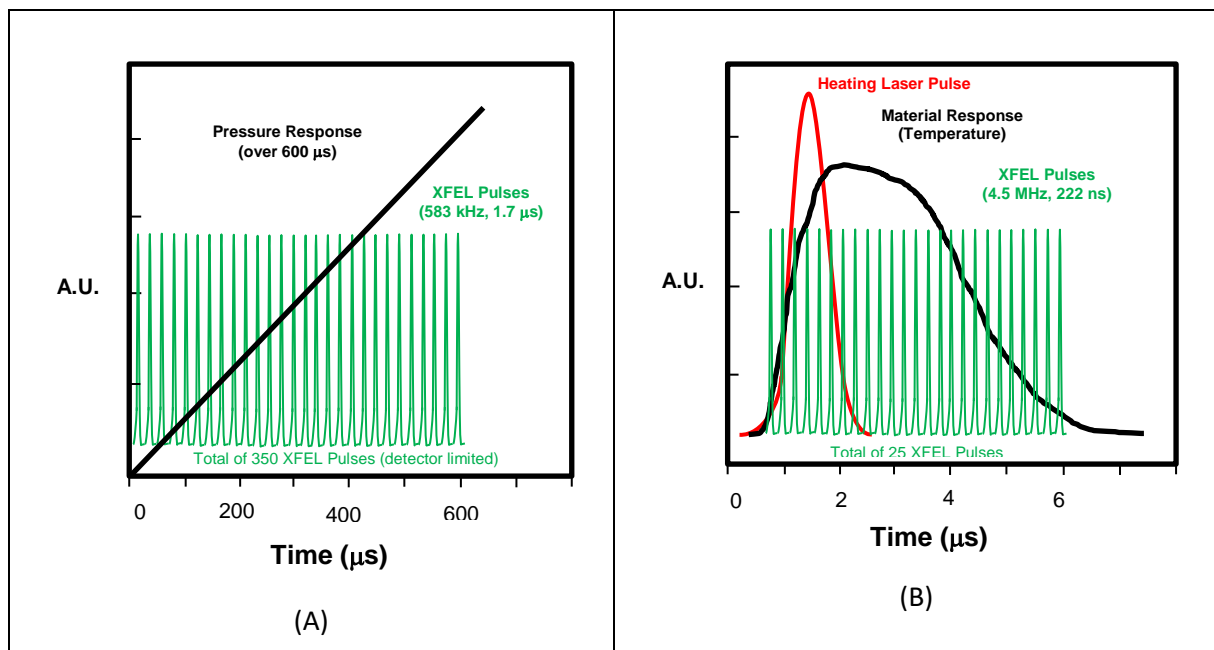 Pressure Response
(over 600 μs)
XFEL Pulses
(583 kHz, 1.7 μs)
A.U.
Total of 350 XFEL Pulses (detector limited)
0 200 400 600
Time (μs)
(A)
Heating Laser Pulse
Material Response
(Temperature)
XFEL Pulses
(4.5 MHz, 222 ns)
A.U.
Total of 25 XFEL Pulses
0 2 4 6
Time (μs)
(B)